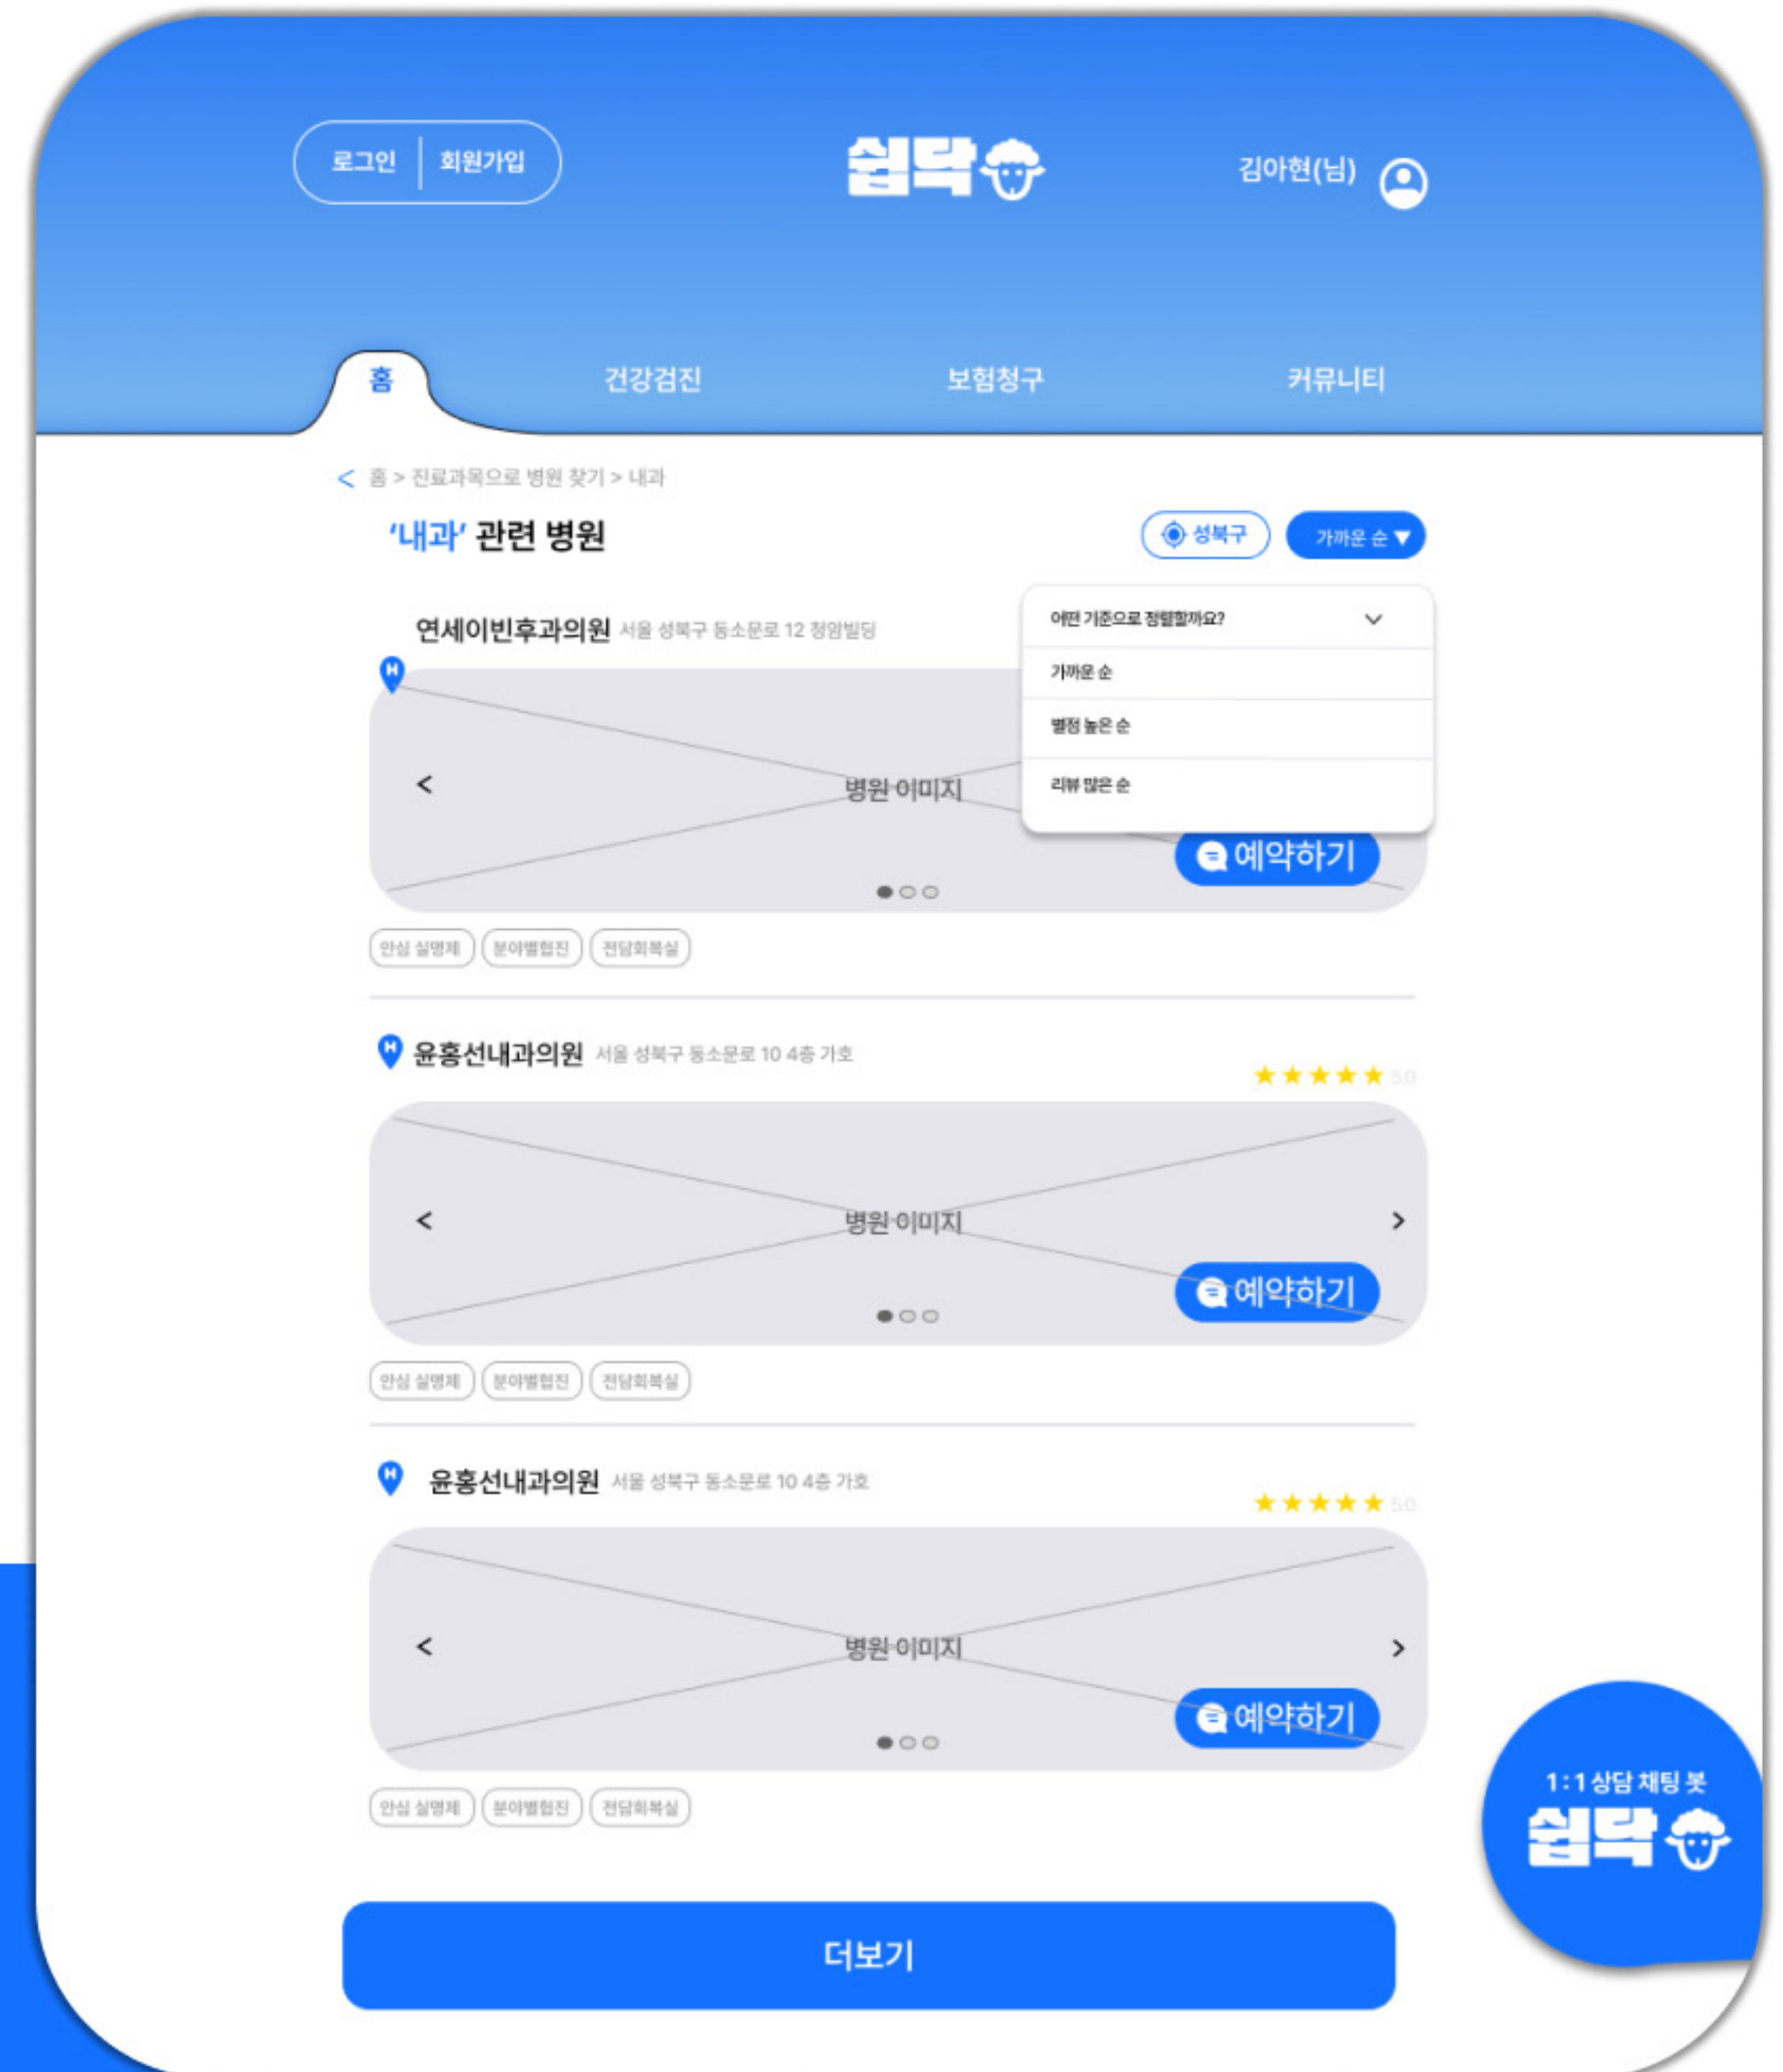 로그인 회원가입
쉽닥
김아현(님)
홈 건강검진 보험청구 커뮤니티
< 홈 > 진료과목으로 병원 찾기 > 내과
‘내과’ 관련 병원
성북구
가까운 순▼
어떤 기준으로 정렬할까요?
가까운 순
별점 높은 순
리뷰 많은 순
연세이빈후과의원 서울 성북구 동소문로 12 청암빌딩
H
<
병원 이미지
예약하기
안심 실명제 분야별협진 전담회복실
H 윤홍선내과의원 서울 성북구 동소문로 10 4층 가호
★★★★★ 5.0
< 병원 이미지 >
예약하기
안심 실명제 분야별협진 전담회복실
H 윤홍선내과의원 서울 성북구 동소문로 10 4층 가호
★★★★★ 5.0
< 병원 이미지 >
예약하기
안심 실명제 분야별협진 전담회복실
1:1 상담 채팅 봇
쉽닥
더보기